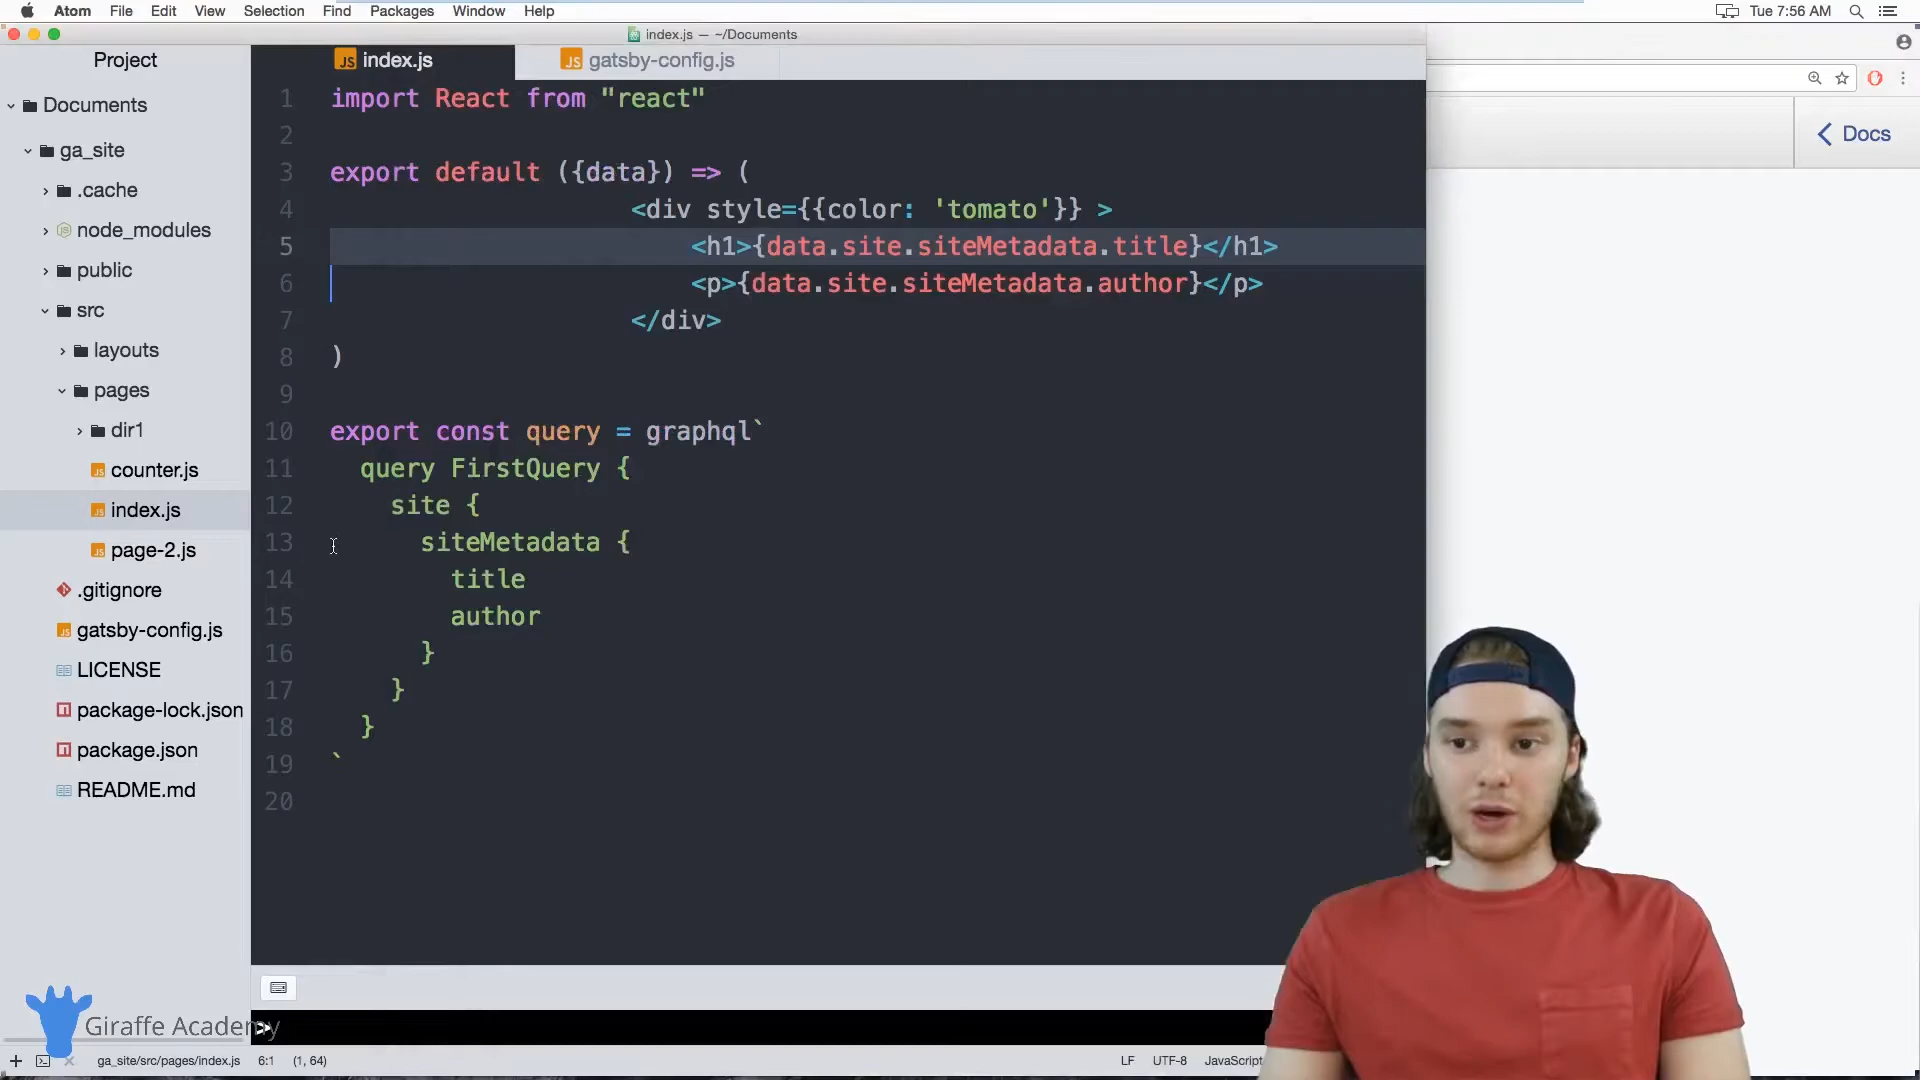 Atom File Edit View Selection Find Packages Window Help Tue 7:56 AM
index.js — ~/Documents
Project
index.js
gatsby-config.js
Documents
ga_site
.cache
node_modules
public
src
layouts
pages
dir1
counter.js
index.js
page-2.js
.gitignore
gatsby-config.js
LICENSE
package-lock.json
package.json
README.md
1 import React from "react"
2
3 export default ({data}) => (
4 <div style={{color: 'tomato'}} >
5 <h1>{data.site.siteMetadata.title}</h1>
6 <p>{data.site.siteMetadata.author}</p>
7 </div>
8 )
9
10 export const query = graphql`
11 query FirstQuery {
12 site {
13 siteMetadata {
14 title
15 author
16 }
17 }
18 }
19 `
20
Docs
Giraffe Academy
ga_site/src/pages/index.js 6:1 (1, 64) LF UTF-8 JavaScript